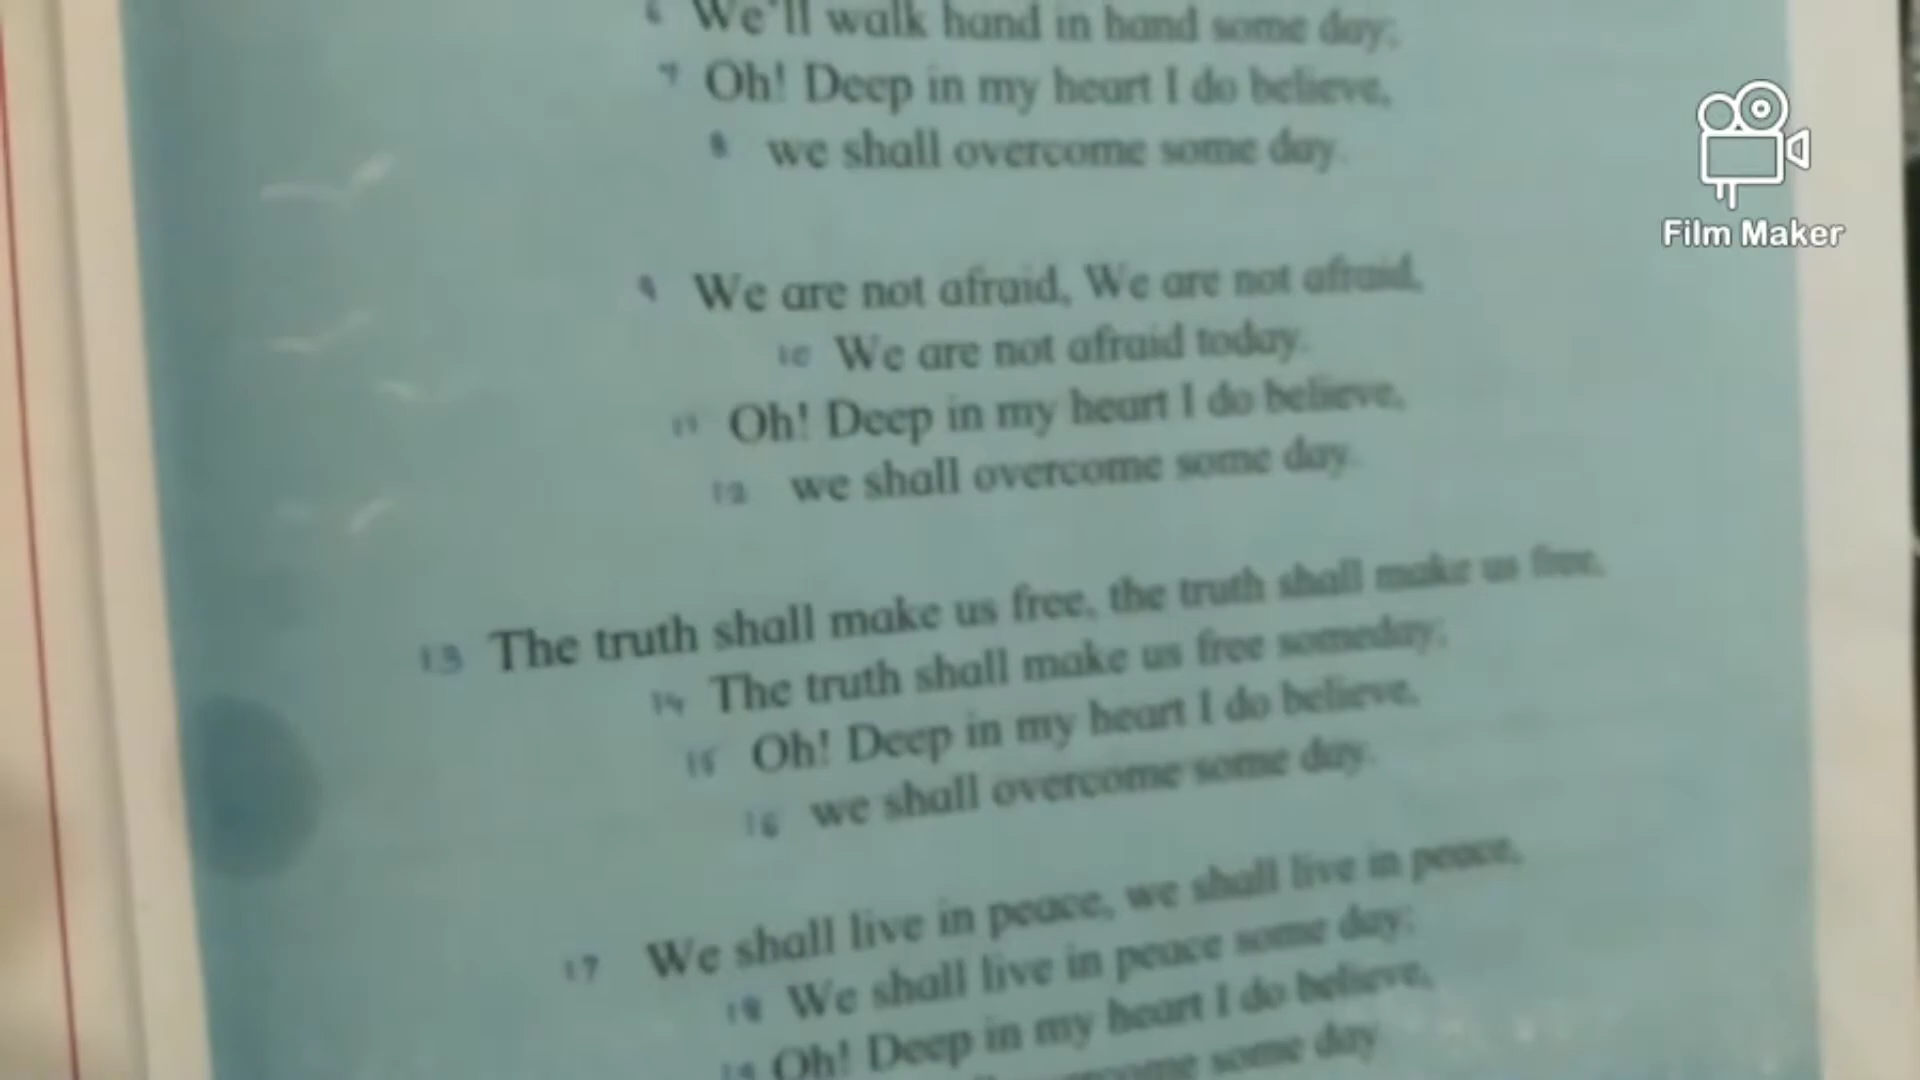 6 We'll walk hand in hand some day;
7 Oh! Deep in my heart I do believe,
8 we shall overcome some day.
9 We are not afraid, We are not afraid,
10 We are not afraid today.
11 Oh! Deep in my heart I do believe,
12 we shall overcome some day.
13 The truth shall make us free, the truth shall make us free,
14 The truth shall make us free someday;
15 Oh! Deep in my heart I do believe,
16 we shall overcome some day.
17 We shall live in peace, we shall live in peace,
18 We shall live in peace some day;
19 Oh! Deep in my heart I do believe,
overcome some day
Film Maker